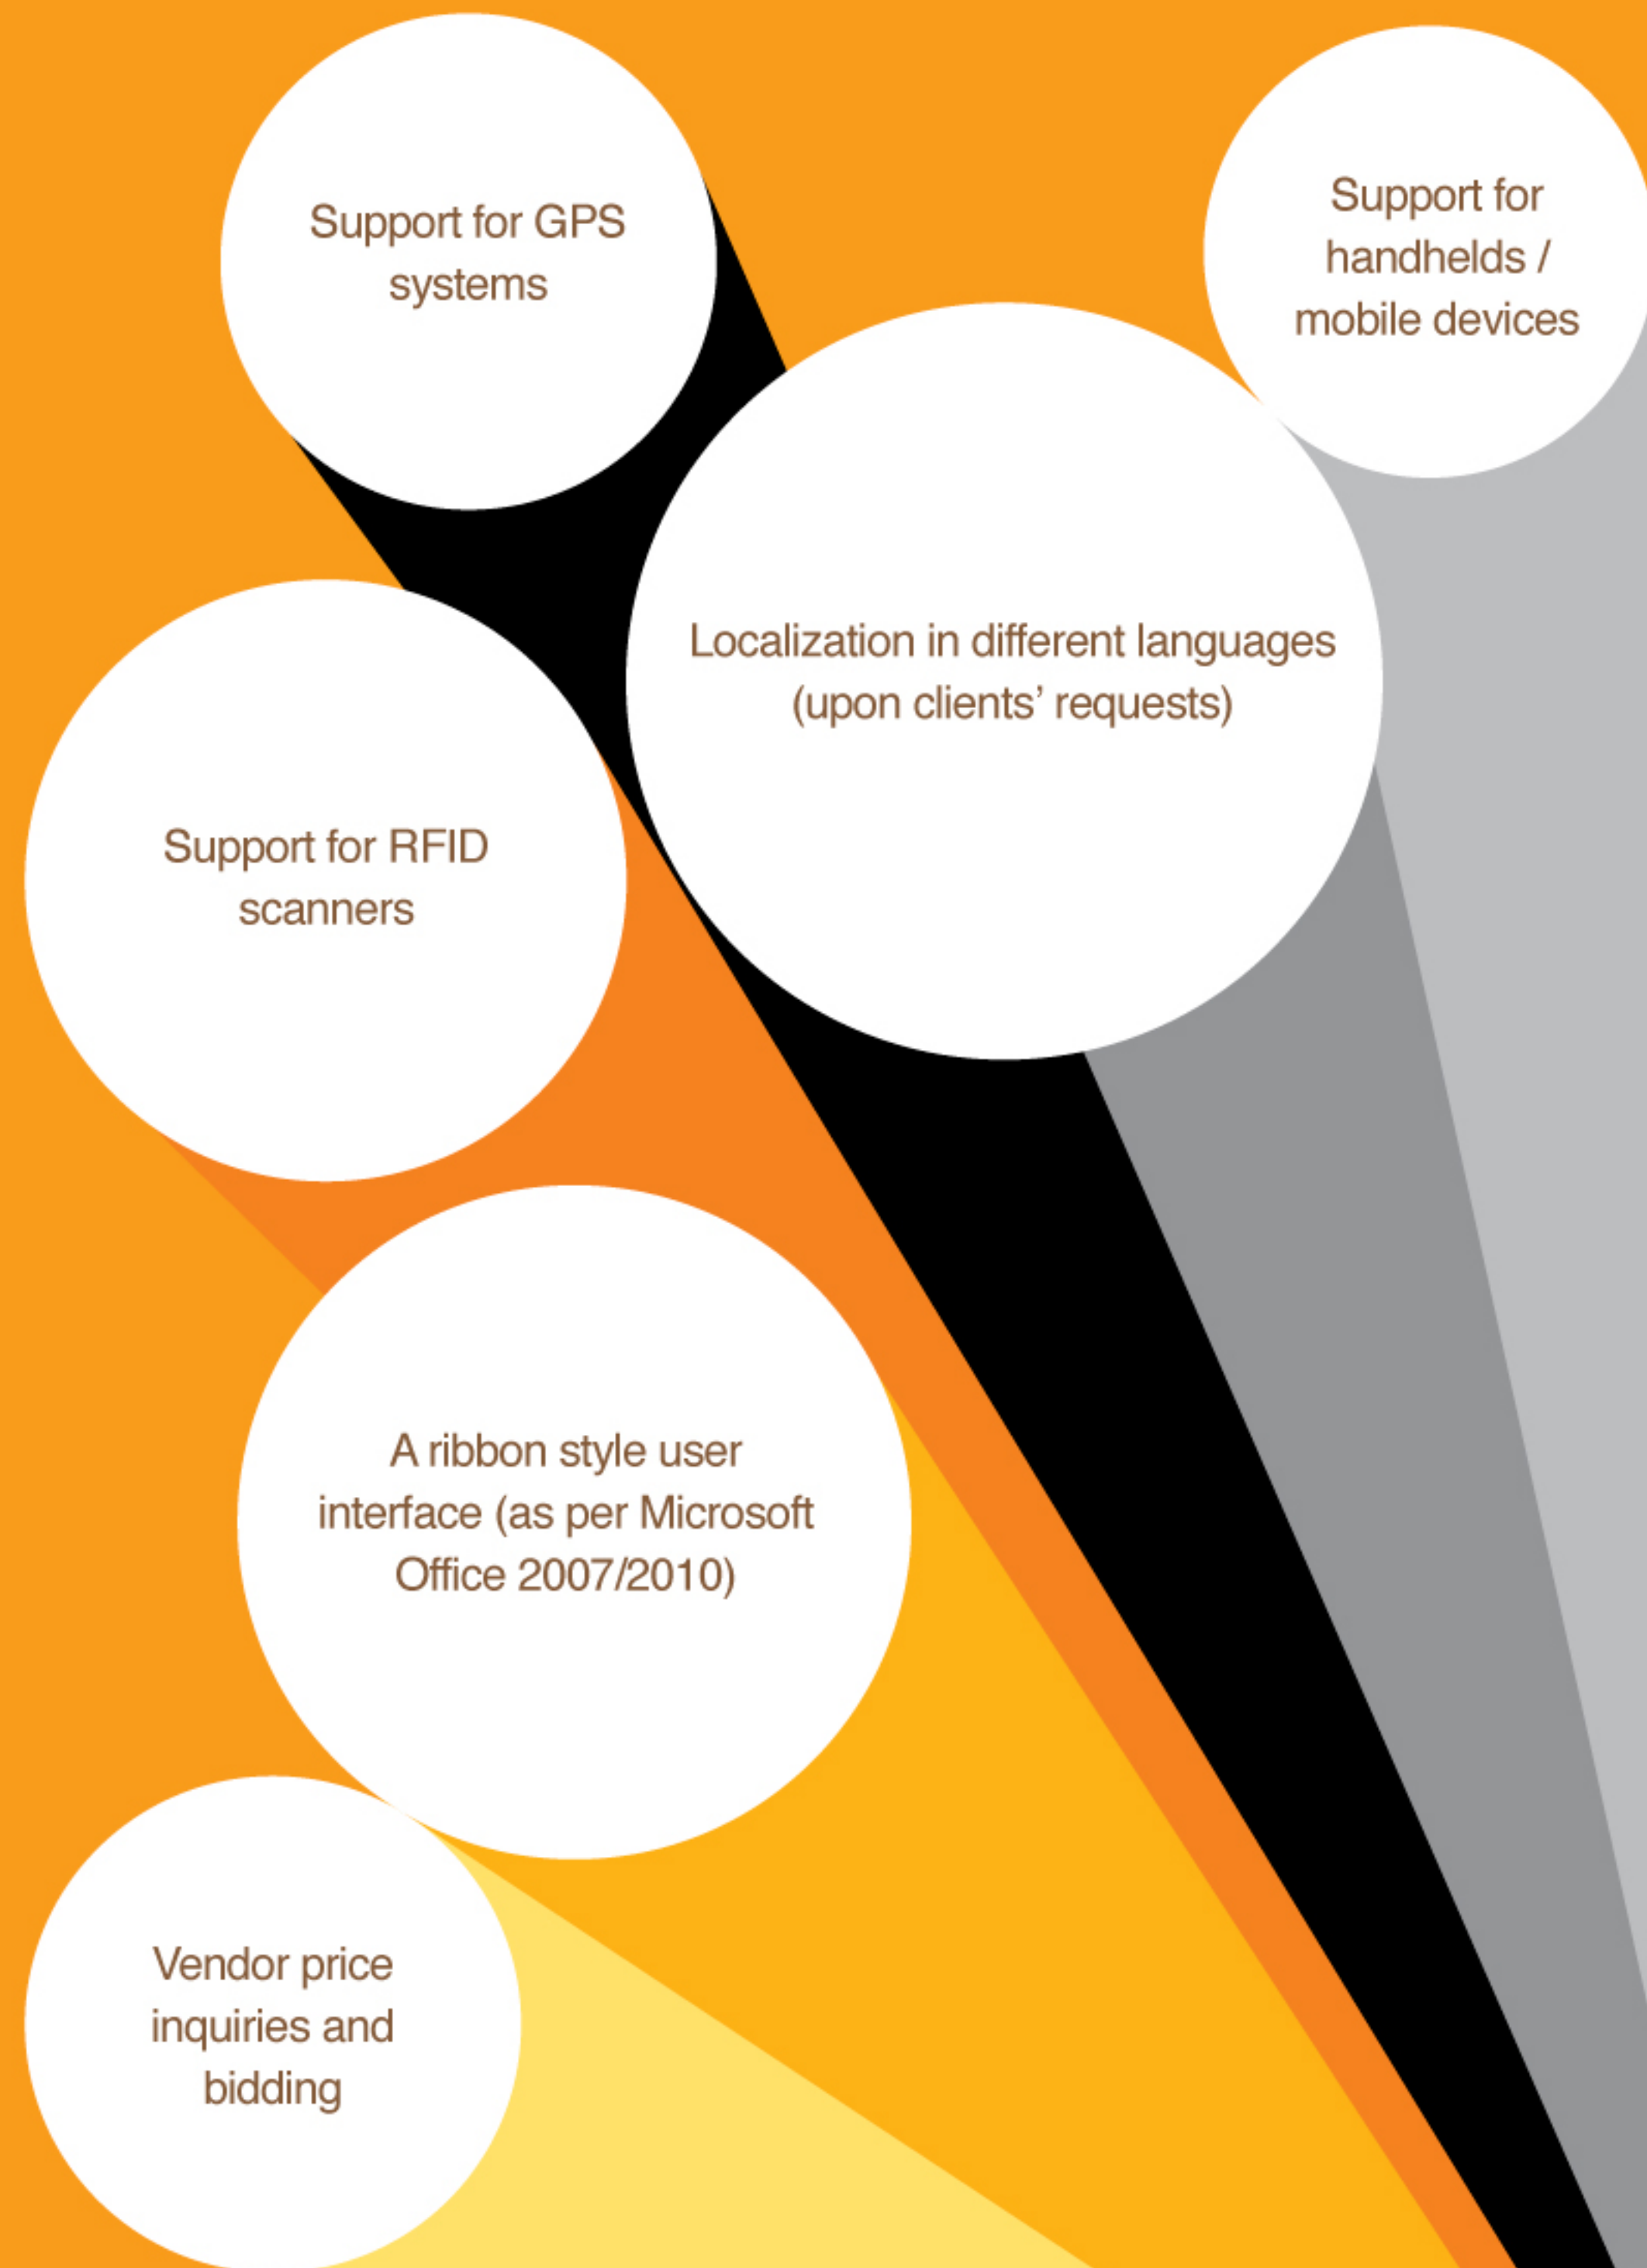 Support for GPS
systems
Support for
handhelds /
mobile devices
Localization in different languages
(upon clients’ requests)
Support for RFID
scanners
A ribbon style user
interface (as per Microsoft
Office 2007/2010)
Vendor price
inquiries and
bidding